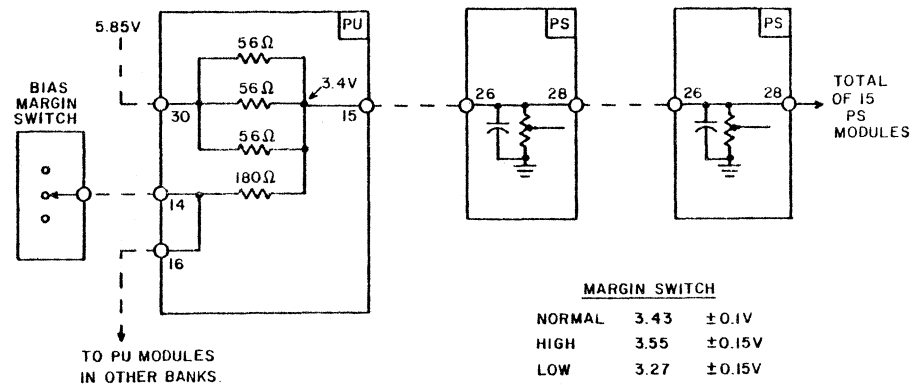 5.85V
PU
PS
PS
56Ω
3.4V
56Ω
56Ω
180Ω
30
15
26
28
26
28
TOTAL
OF 15
PS
MODULES
BIAS
MARGIN
SWITCH
14
16
TO PU MODULES
IN OTHER BANKS.
MARGIN SWITCH
NORMAL 3.43 ±0.1V
HIGH 3.55 ±0.15V
LOW 3.27 ±0.15V